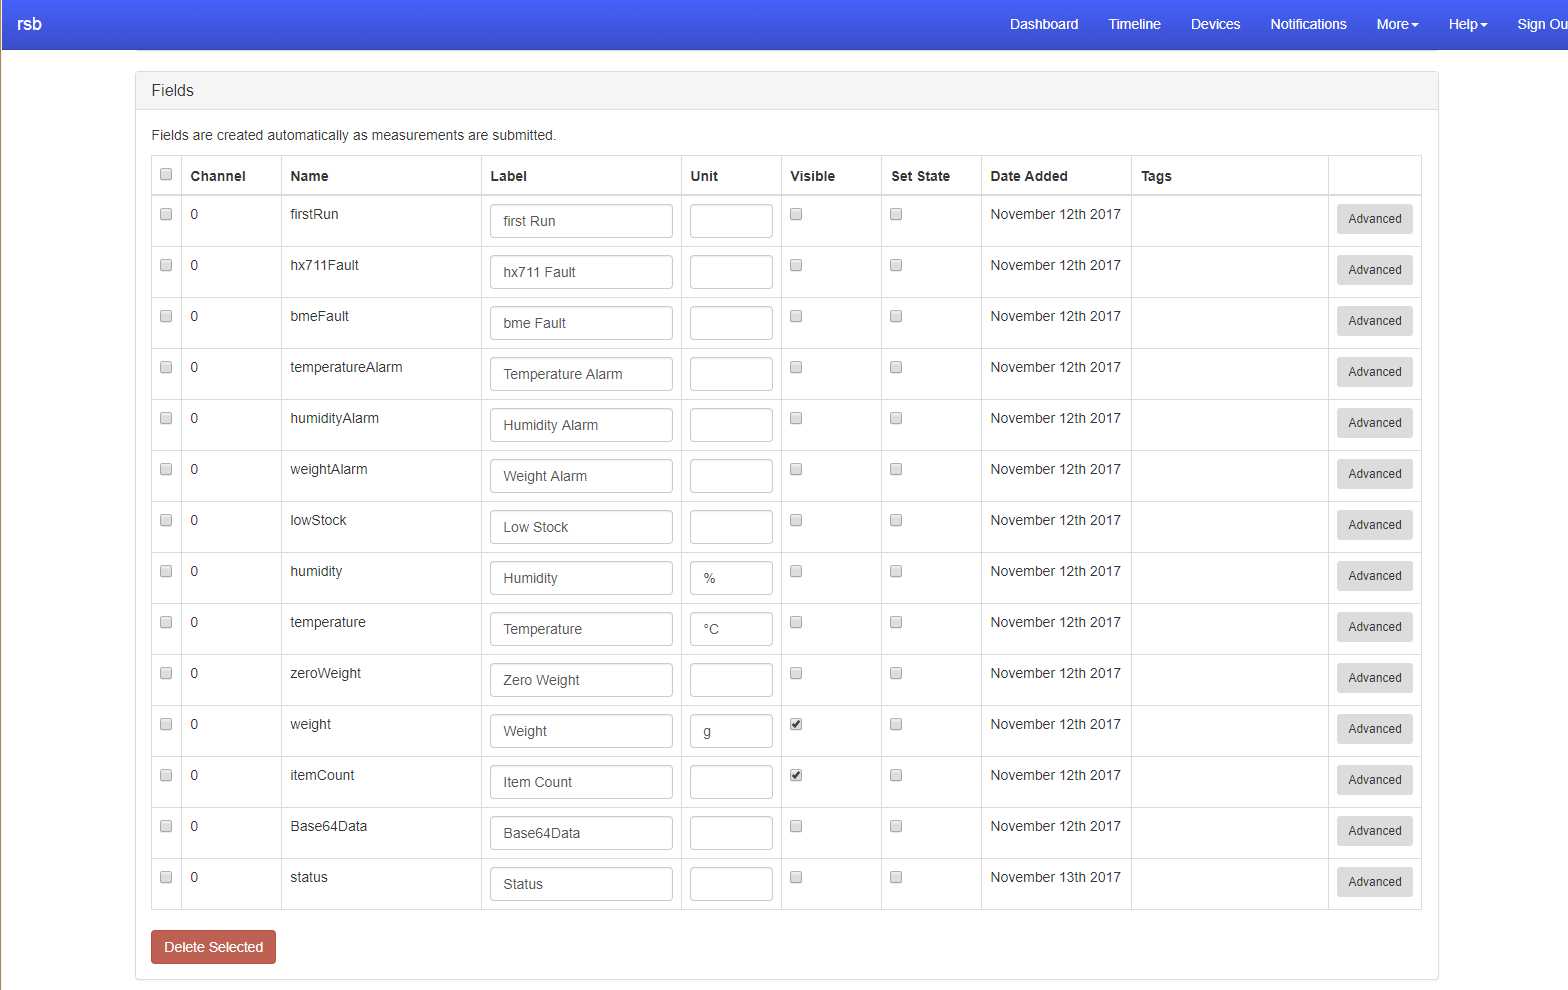 rsb Dashboard Timeline Devices Notifications More Help Sign Ou
Fields
Fields are created automatically as measurements are submitted.
Channel Name Label Unit Visible Set State Date Added Tags
0 firstRun first Run November 12th 2017 Advanced
0 hx711Fault hx711 Fault November 12th 2017 Advanced
0 bmeFault bme Fault November 12th 2017 Advanced
0 temperatureAlarm Temperature Alarm November 12th 2017 Advanced
0 humidityAlarm Humidity Alarm November 12th 2017 Advanced
0 weightAlarm Weight Alarm November 12th 2017 Advanced
0 lowStock Low Stock November 12th 2017 Advanced
0 humidity Humidity % November 12th 2017 Advanced
0 temperature Temperature °C November 12th 2017 Advanced
0 zeroWeight Zero Weight November 12th 2017 Advanced
0 weight Weight g November 12th 2017 Advanced
0 itemCount Item Count November 12th 2017 Advanced
0 Base64Data Base64Data November 12th 2017 Advanced
0 status Status November 13th 2017 Advanced
Delete Selected